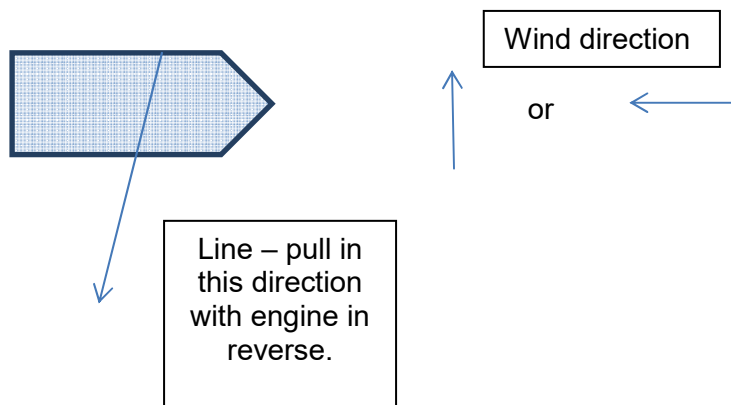 Wind direction
or
Line – pull in
this direction
with engine in
reverse.